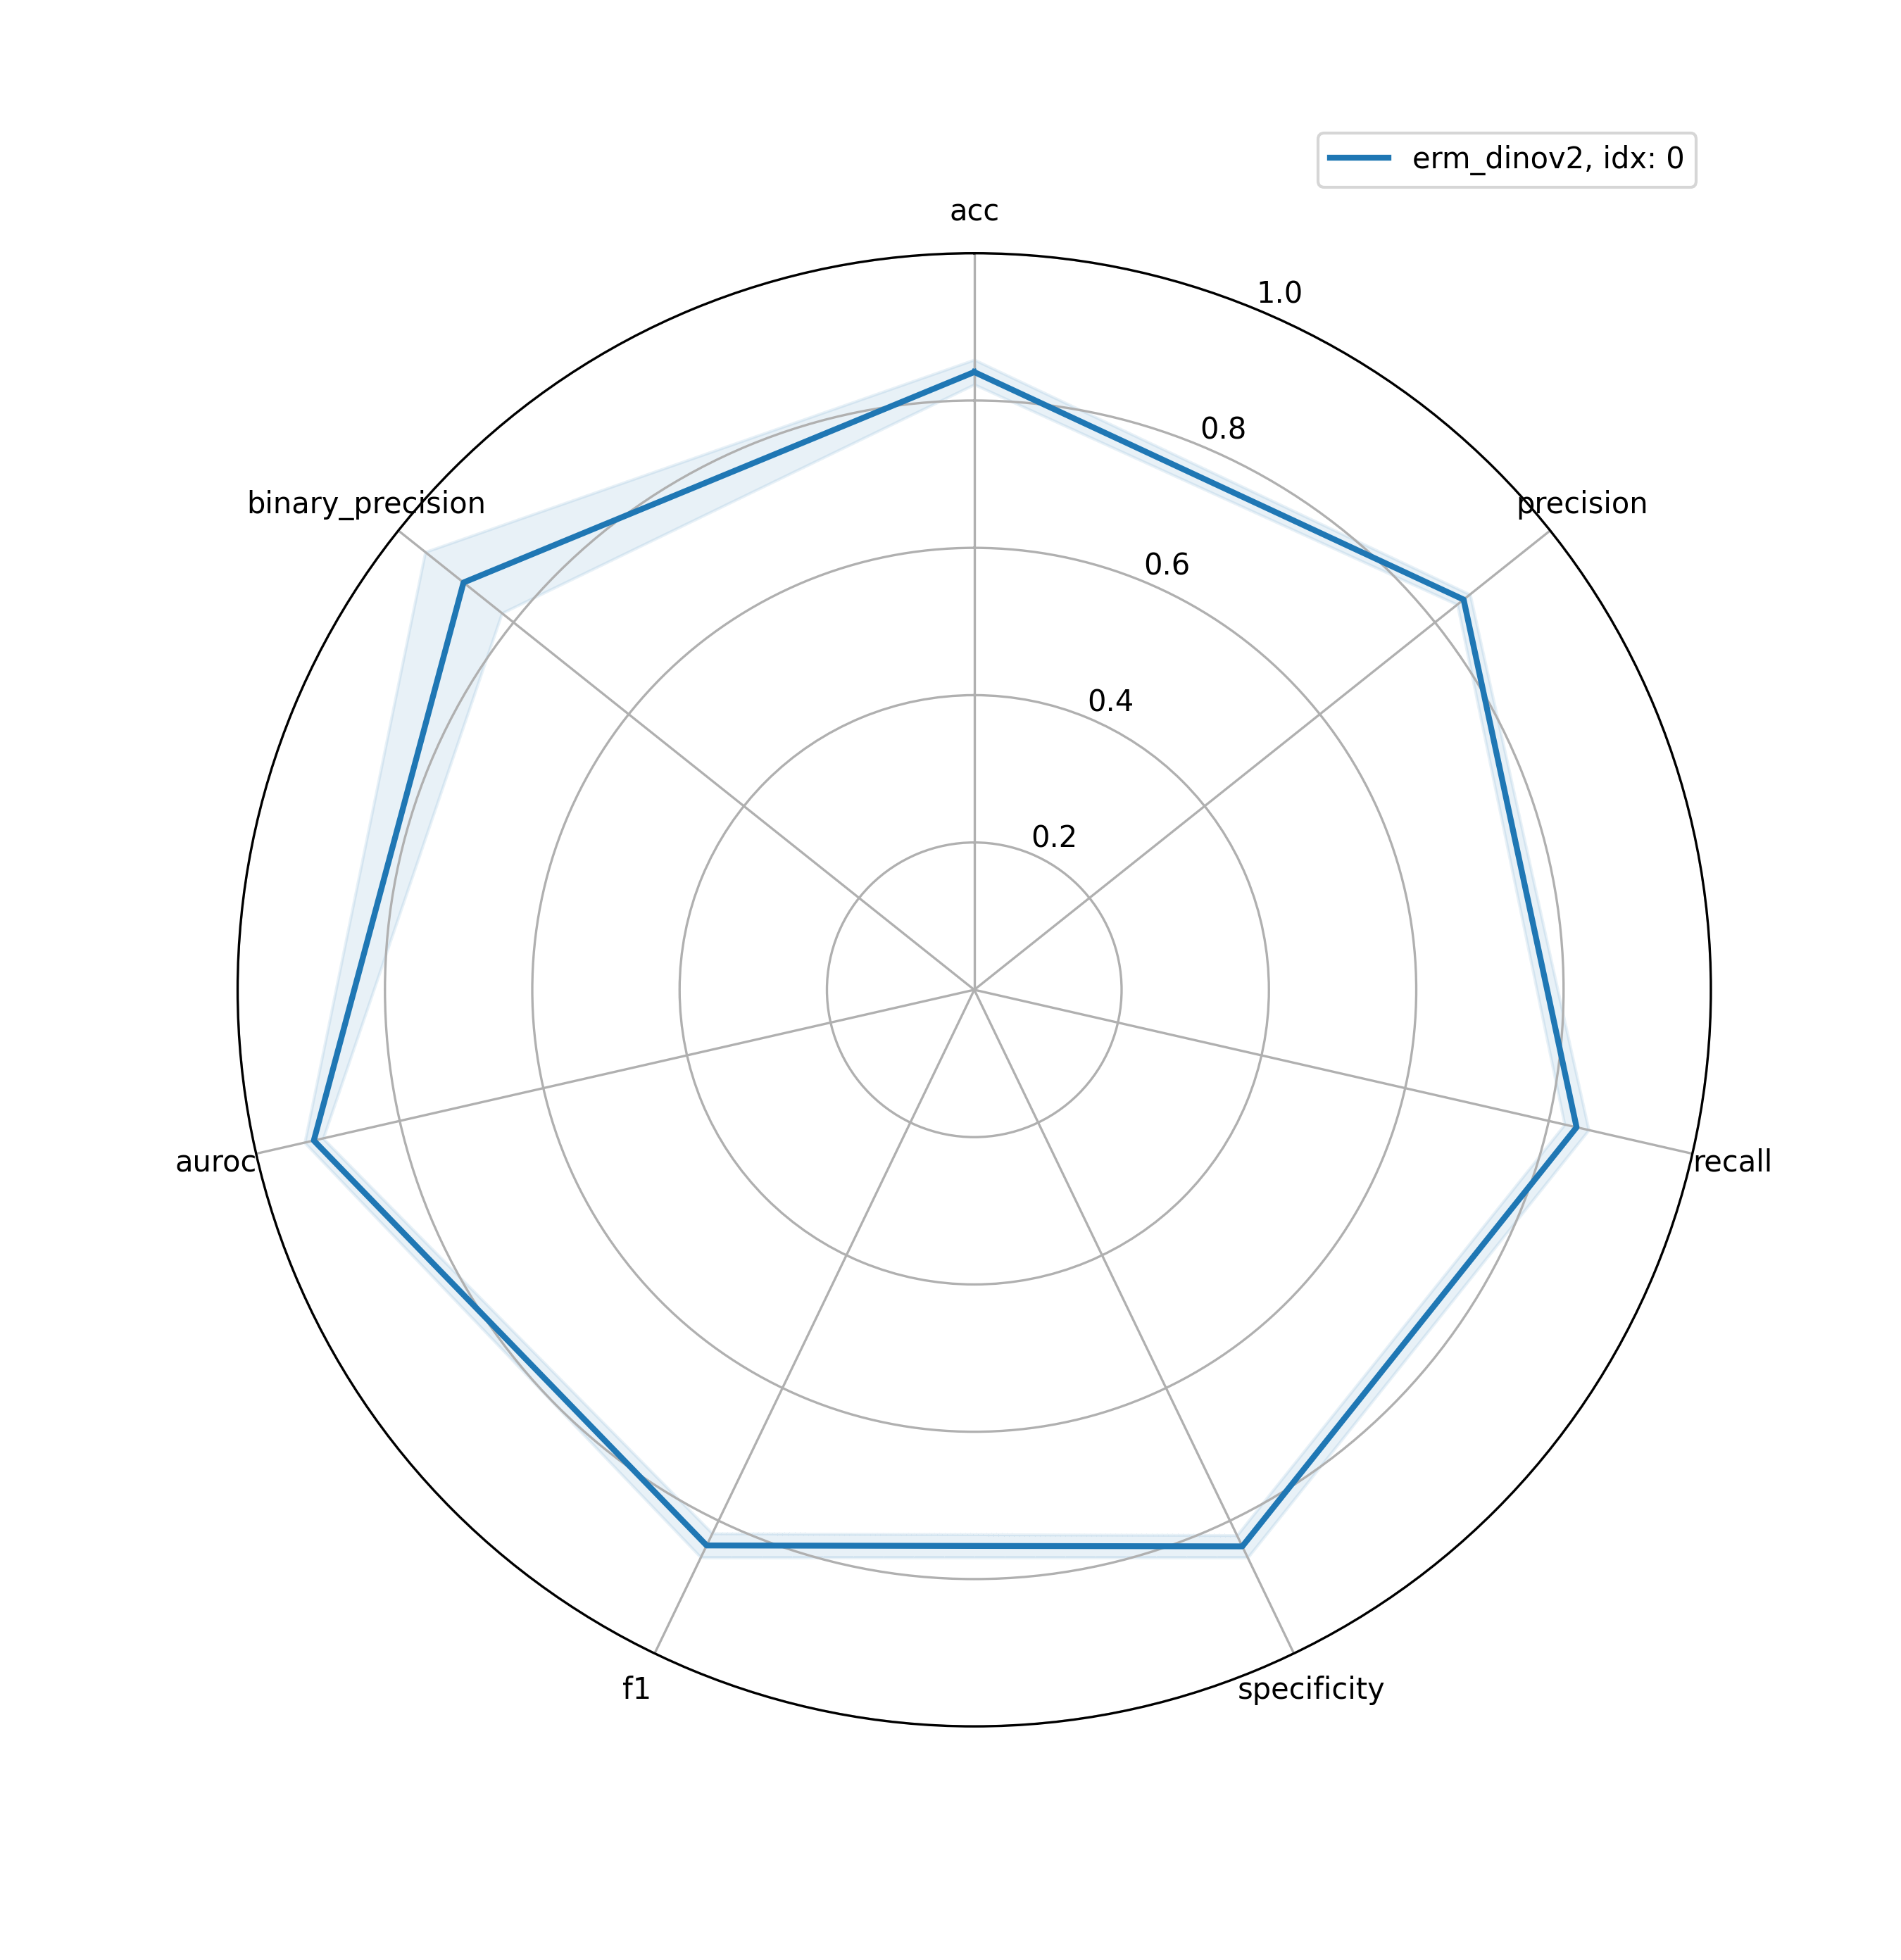 erm_dinov2, idx: 0
acc
1.0
0.8
binary_precision
precision
0.6
0.4
0.2
auroc
recall
f1
specificity